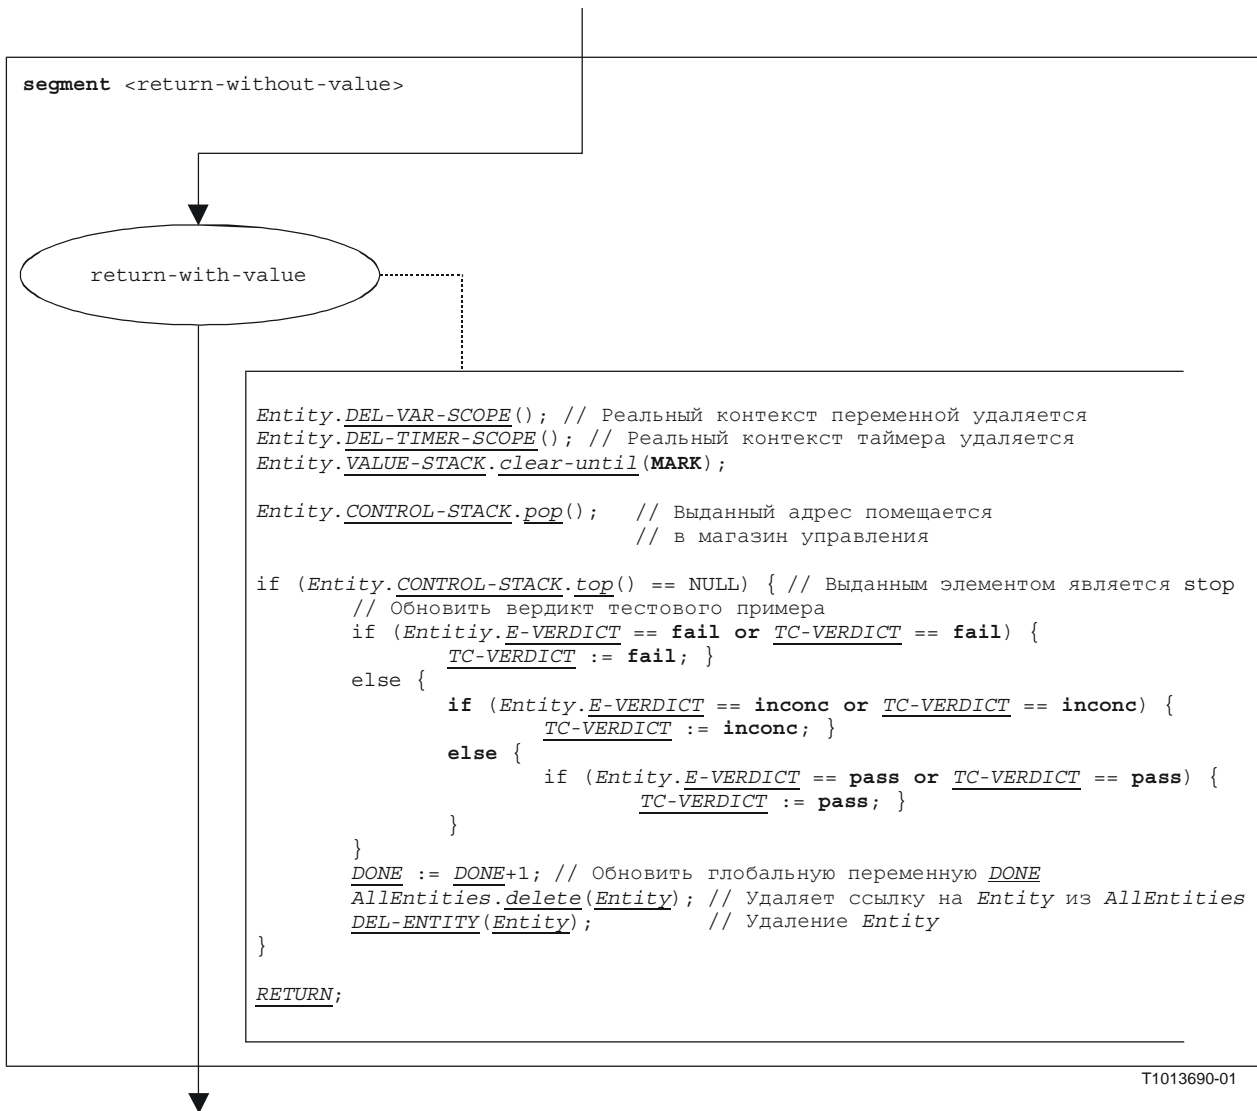 segment <return-without-value>
return-with-value
Entity.DEL-VAR-SCOPE(); // Реальный контекст переменной удаляется
Entity.DEL-TIMER-SCOPE(); // Реальный контекст таймера удаляется
Entity.VALUE-STACK.clear-until(MARK);
Entity.CONTROL-STACK.pop(); // Выданный адрес помещается
// в магазин управления
if (Entity.CONTROL-STACK.top() == NULL) { // Выданным элементом является stop
// Обновить вердикт тестового примера
if (Entitiy.E-VERDICT == fail or TC-VERDICT == fail) {
TC-VERDICT := fail; }
else {
if (Entity.E-VERDICT == inconc or TC-VERDICT == inconc) {
TC-VERDICT := inconc; }
else {
if (Entity.E-VERDICT == pass or TC-VERDICT == pass) {
TC-VERDICT := pass; }
}
}
DONE := DONE+1; // Обновить глобальную переменную DONE
AllEntities.delete(Entity); // Удаляет ссылку на Entity из AllEntities
DEL-ENTITY(Entity); // Удаление Entity
}
RETURN;
T1013690-01